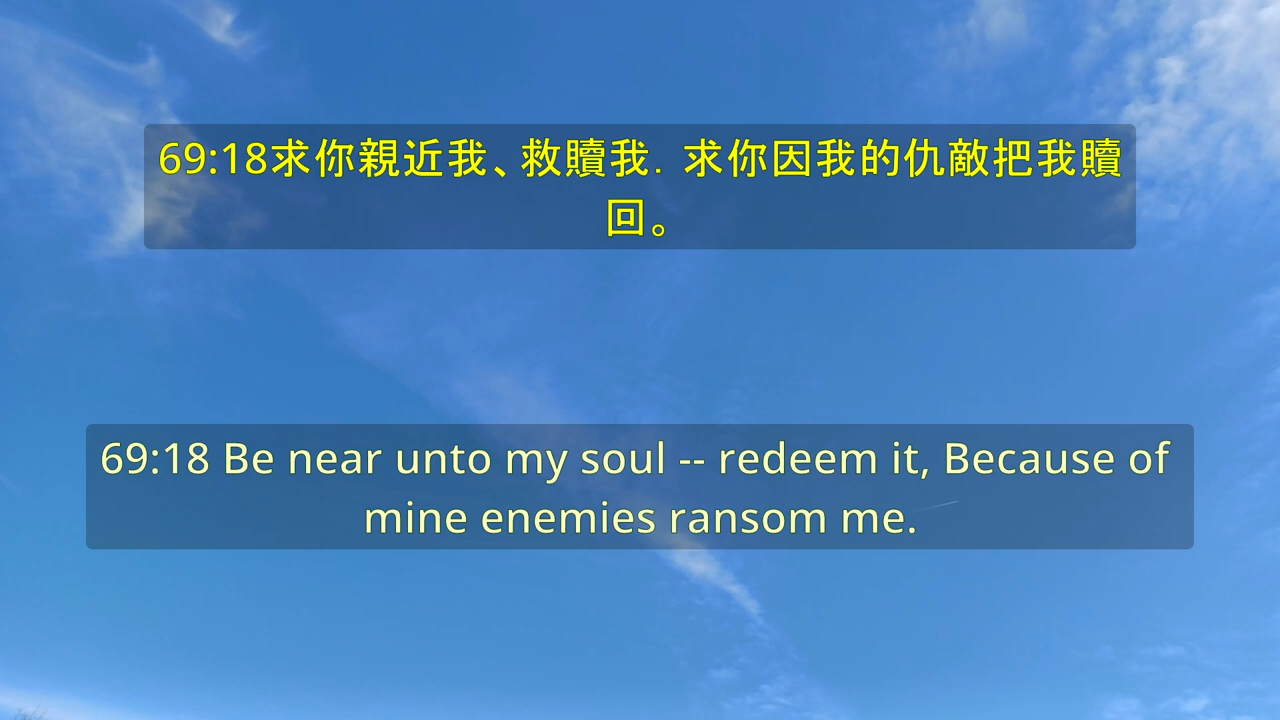 69:18求你親近我、救贖我. 求你因我的仇敵把我贖
回。
69:18 Be near unto my soul -- redeem it, Because of
mine enemies ransom me.